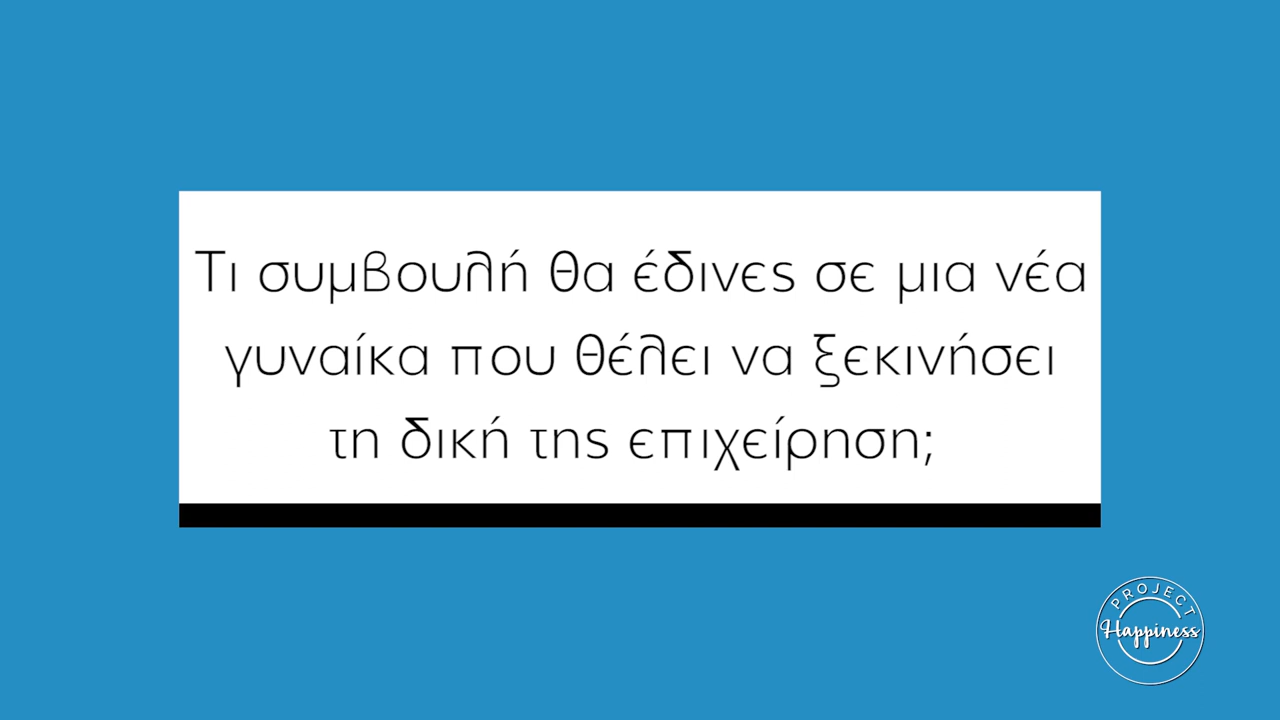 Τι συμβουλή θα έδινες σε μια νέα
γυναίκα που θέλει να ξεκινήσει
τη δική της επιχείρηση;
PROJECT
Happiness